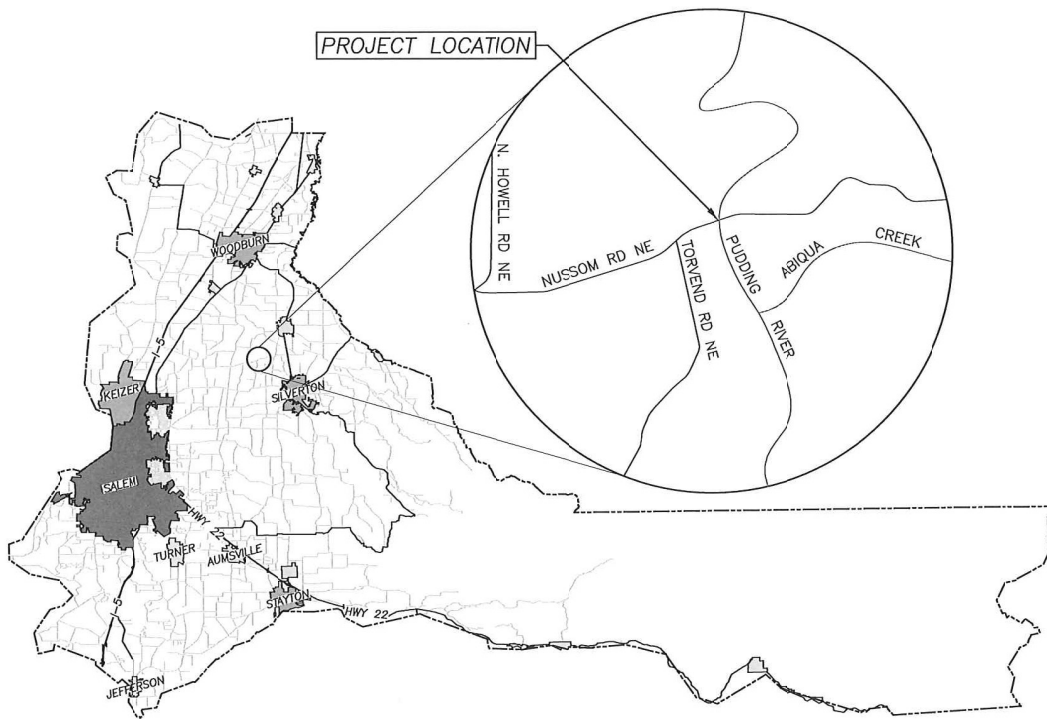 PROJECT LOCATION
N. HOWELL RD NE
NUSSOM RD NE
TORVEND RD NE
PUDDING
RIVER
ABIQUA
CREEK
WOODBURN
I-5
KEIZER
SILVERTON
SALEM
HWY 22
TURNER
AUMSVILLE
STAYTON
HWY 22
I-5
JEFFERSON